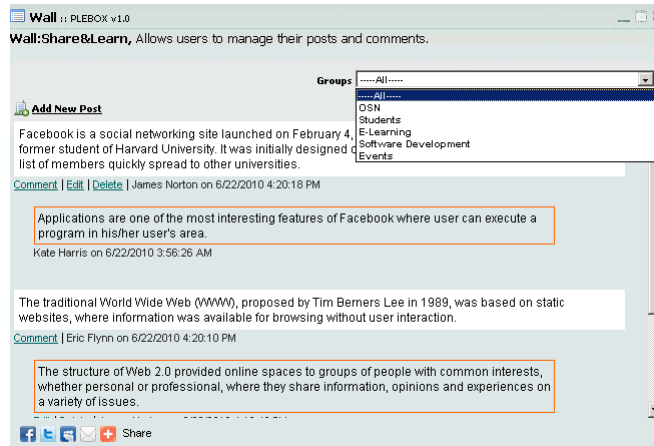 Wall :: PLEBOX v1.0
Wall:Share&Learn, Allows users to manage their posts and comments.
Groups -----All-----
-----All-----
OSN
Students
E-Learning
Software Development
Events
Add New Post
Facebook is a social networking site launched on February 4,
former student of Harvard University. It was initially designed
list of members quickly spread to other universities.
Comment | Edit | Delete | James Norton on 6/22/2010 4:20:18 PM
Applications are one of the most interesting features of Facebook where user can execute a
program in his/her user's area.
Kate Harris on 6/22/2010 3:56:26 AM
The traditional World Wide Web (WWW), proposed by Tim Berners Lee in 1989, was based on static
websites, where information was available for browsing without user interaction.
Comment | Eric Flynn on 6/22/2010 4:20:10 PM
The structure of Web 2.0 provided online spaces to groups of people with common interests,
whether personal or professional, where they share information, opinions and experiences on
a variety of issues.
Share